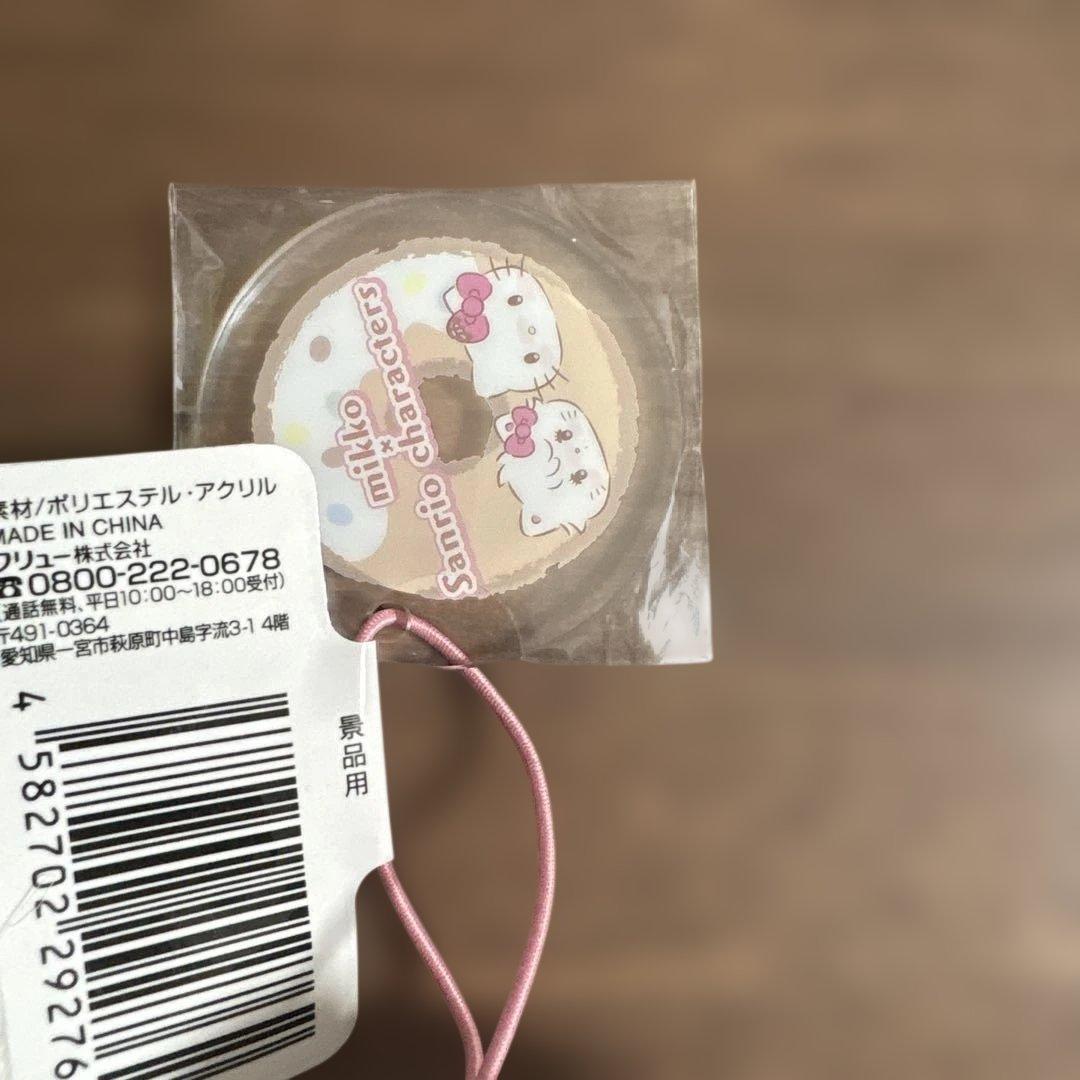 mikko
×
Sanrio characters
素材/ポリエステル・アクリル
MADE IN CHINA
フリュー株式会社
☎0800-222-0678
(通話無料、平日10:00〜18:00受付)
〒491-0364
愛知県一宮市萩原町中島字流3-1 4階
景品用
4 582702 29276